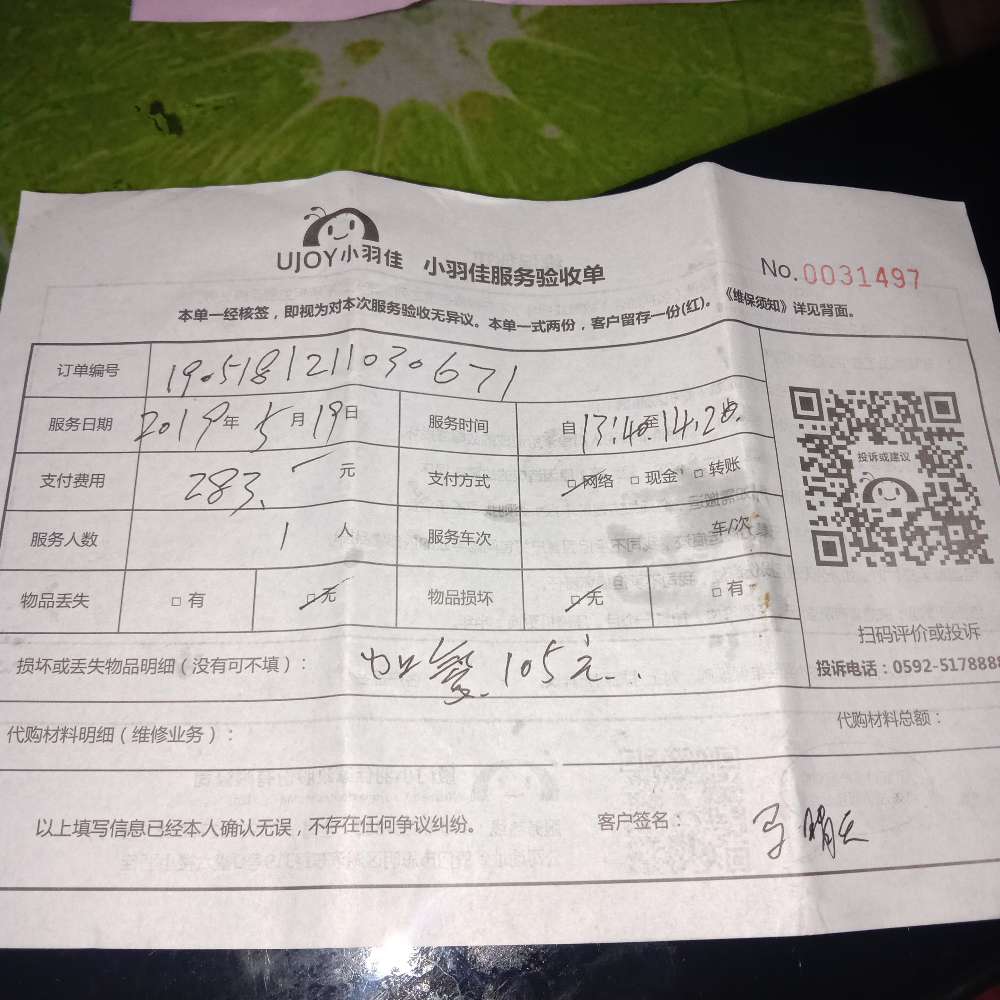 UJOY小羽佳 小羽佳服务验收单 No.0031497
本单一经核签，即视为对本次服务验收无异议。本单一式两份，客户留存一份(红)。《维保须知》详见背面。
订单编号 1905181211030671
服务日期 2019年5月19日 服务时间 自13:40至14:20
支付费用 283.元 支付方式 □网络 □现金 □转账
投诉或建议
服务人数 1人 服务车次 车/次
物品丢失 □有 □无 物品损坏 □无 □有
扫码评价或投诉
损坏或丢失物品明细（没有可不填）： 加氟 105元 投诉电话：0592-5178888
代购材料明细（维修业务）： 代购材料总额：
以上填写信息已经本人确认无误，不存在任何争议纠纷。 客户签名：